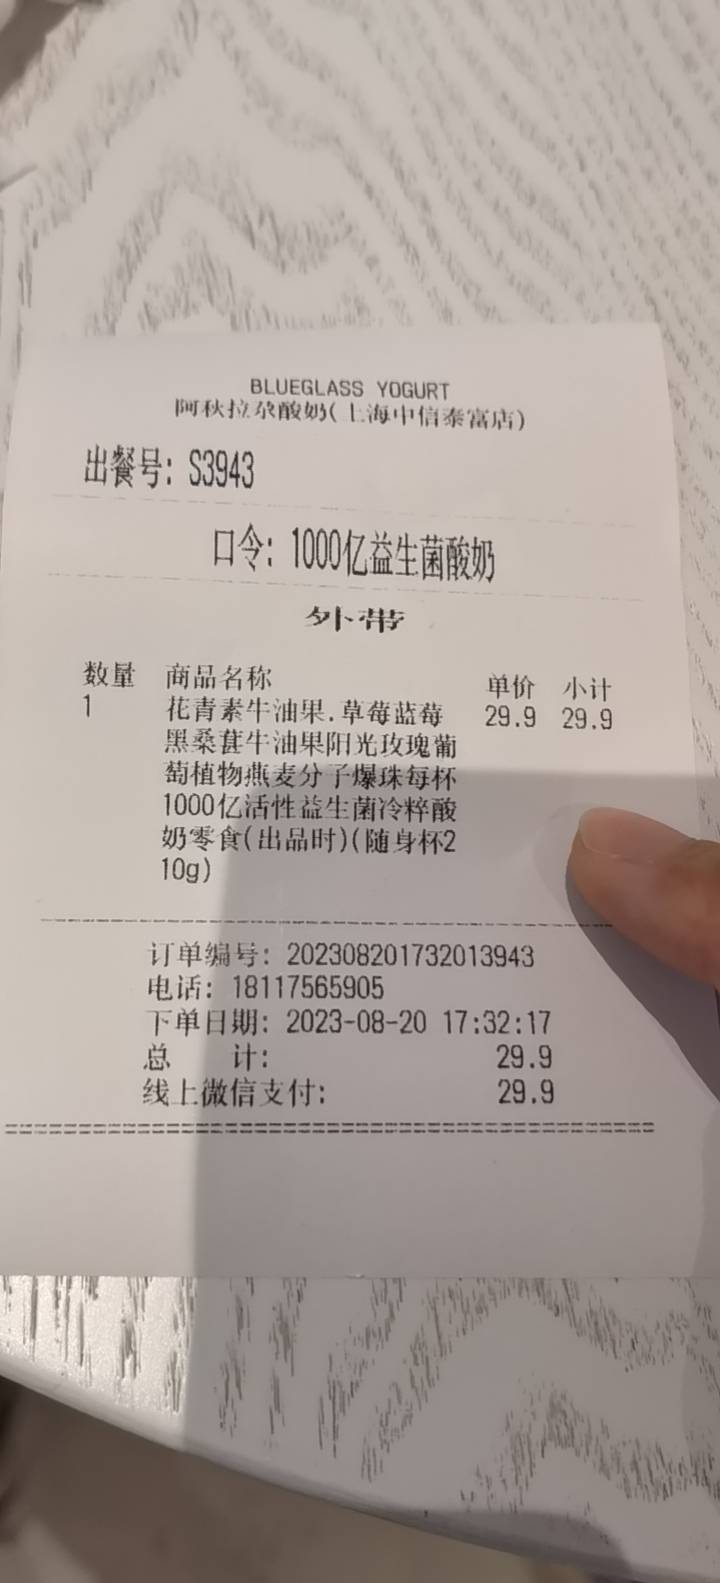 BLUEGLASS YOGURT
阿秋拉尕酸奶(上海中信泰富店)
出餐号: S3943
口令: 1000亿益生菌酸奶
外带
数量 商品名称 单价 小计
1 花青素牛油果.草莓蓝莓 29.9 29.9
黑桑葚牛油果阳光玫瑰葡
萄植物燕麦分子爆珠每杯
1000亿活性益生菌冷粹酸
奶零食(出品时)(随身杯2
10g)
订单编号: 202308201732013943
电话: 18117565905
下单日期: 2023-08-20 17:32:17
总 计: 29.9
线上微信支付: 29.9